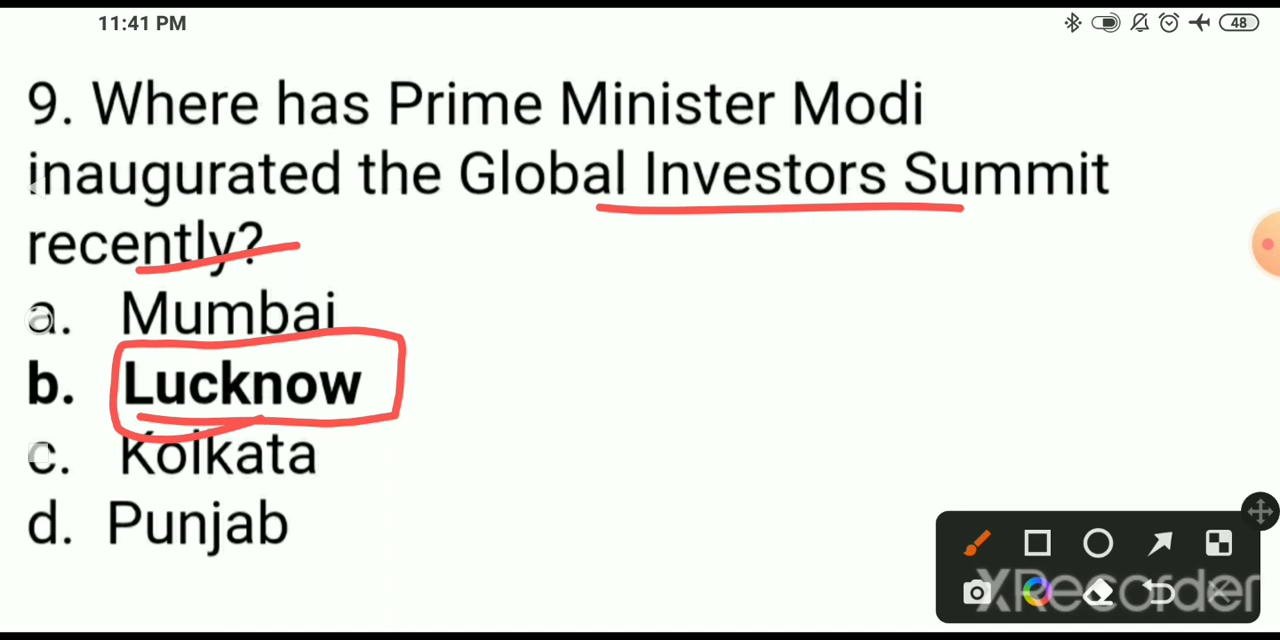 11:41 PM
48
9. Where has Prime Minister Modi
inaugurated the Global Investors Summit
recently?
a. Mumbai
b. Lucknow
c. Kolkata
d. Punjab
XRecorder